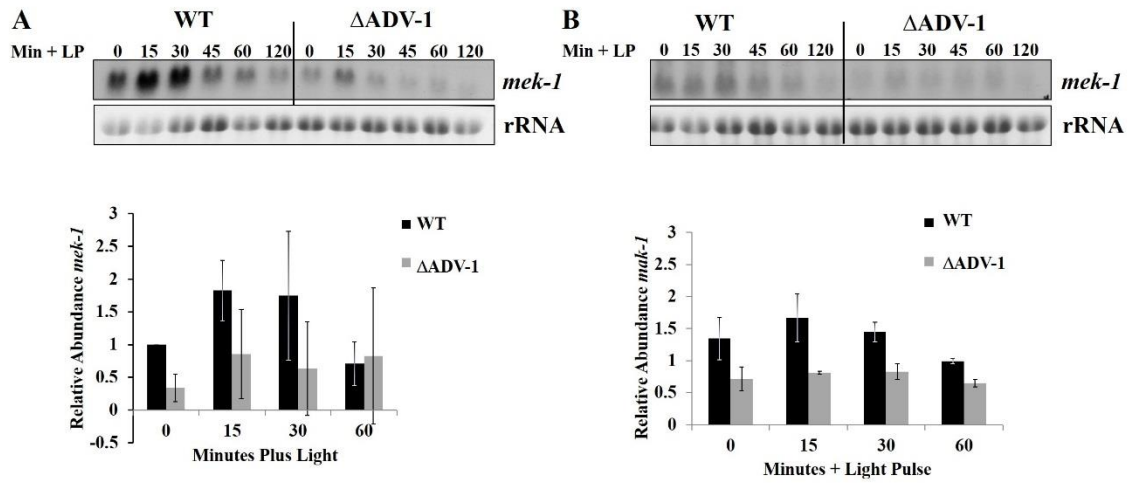 A
WT
ΔADV-1
Min + LP 0 15 30 45 60 120 0 15 30 45 60 120
mek-1
rRNA
3
2.5
2
1.5
1
0.5
0
-0.5
Relative Abundance mek-1
WT
ΔADV-1
0 15 30 60
Minutes Plus Light
B
WT
ΔADV-1
Min + LP 0 15 30 45 60 120 0 15 30 45 60 120
mek-1
rRNA
3
2.5
2
1.5
1
0.5
0
Relative Abundance mak-1
WT
ΔADV-1
0 15 30 60
Minutes + Light Pulse